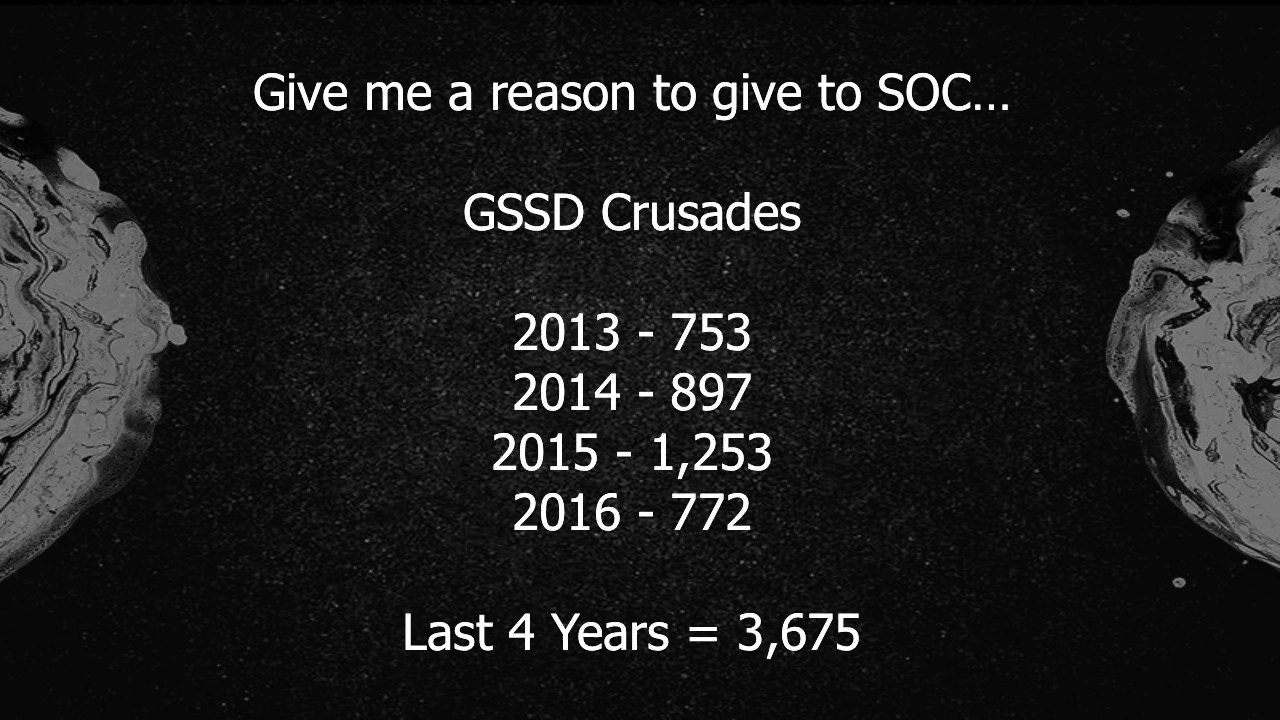 Give me a reason to give to SOC...
GSSD Crusades
2013 - 753
2014 - 897
2015 - 1,253
2016 - 772
Last 4 Years = 3,675